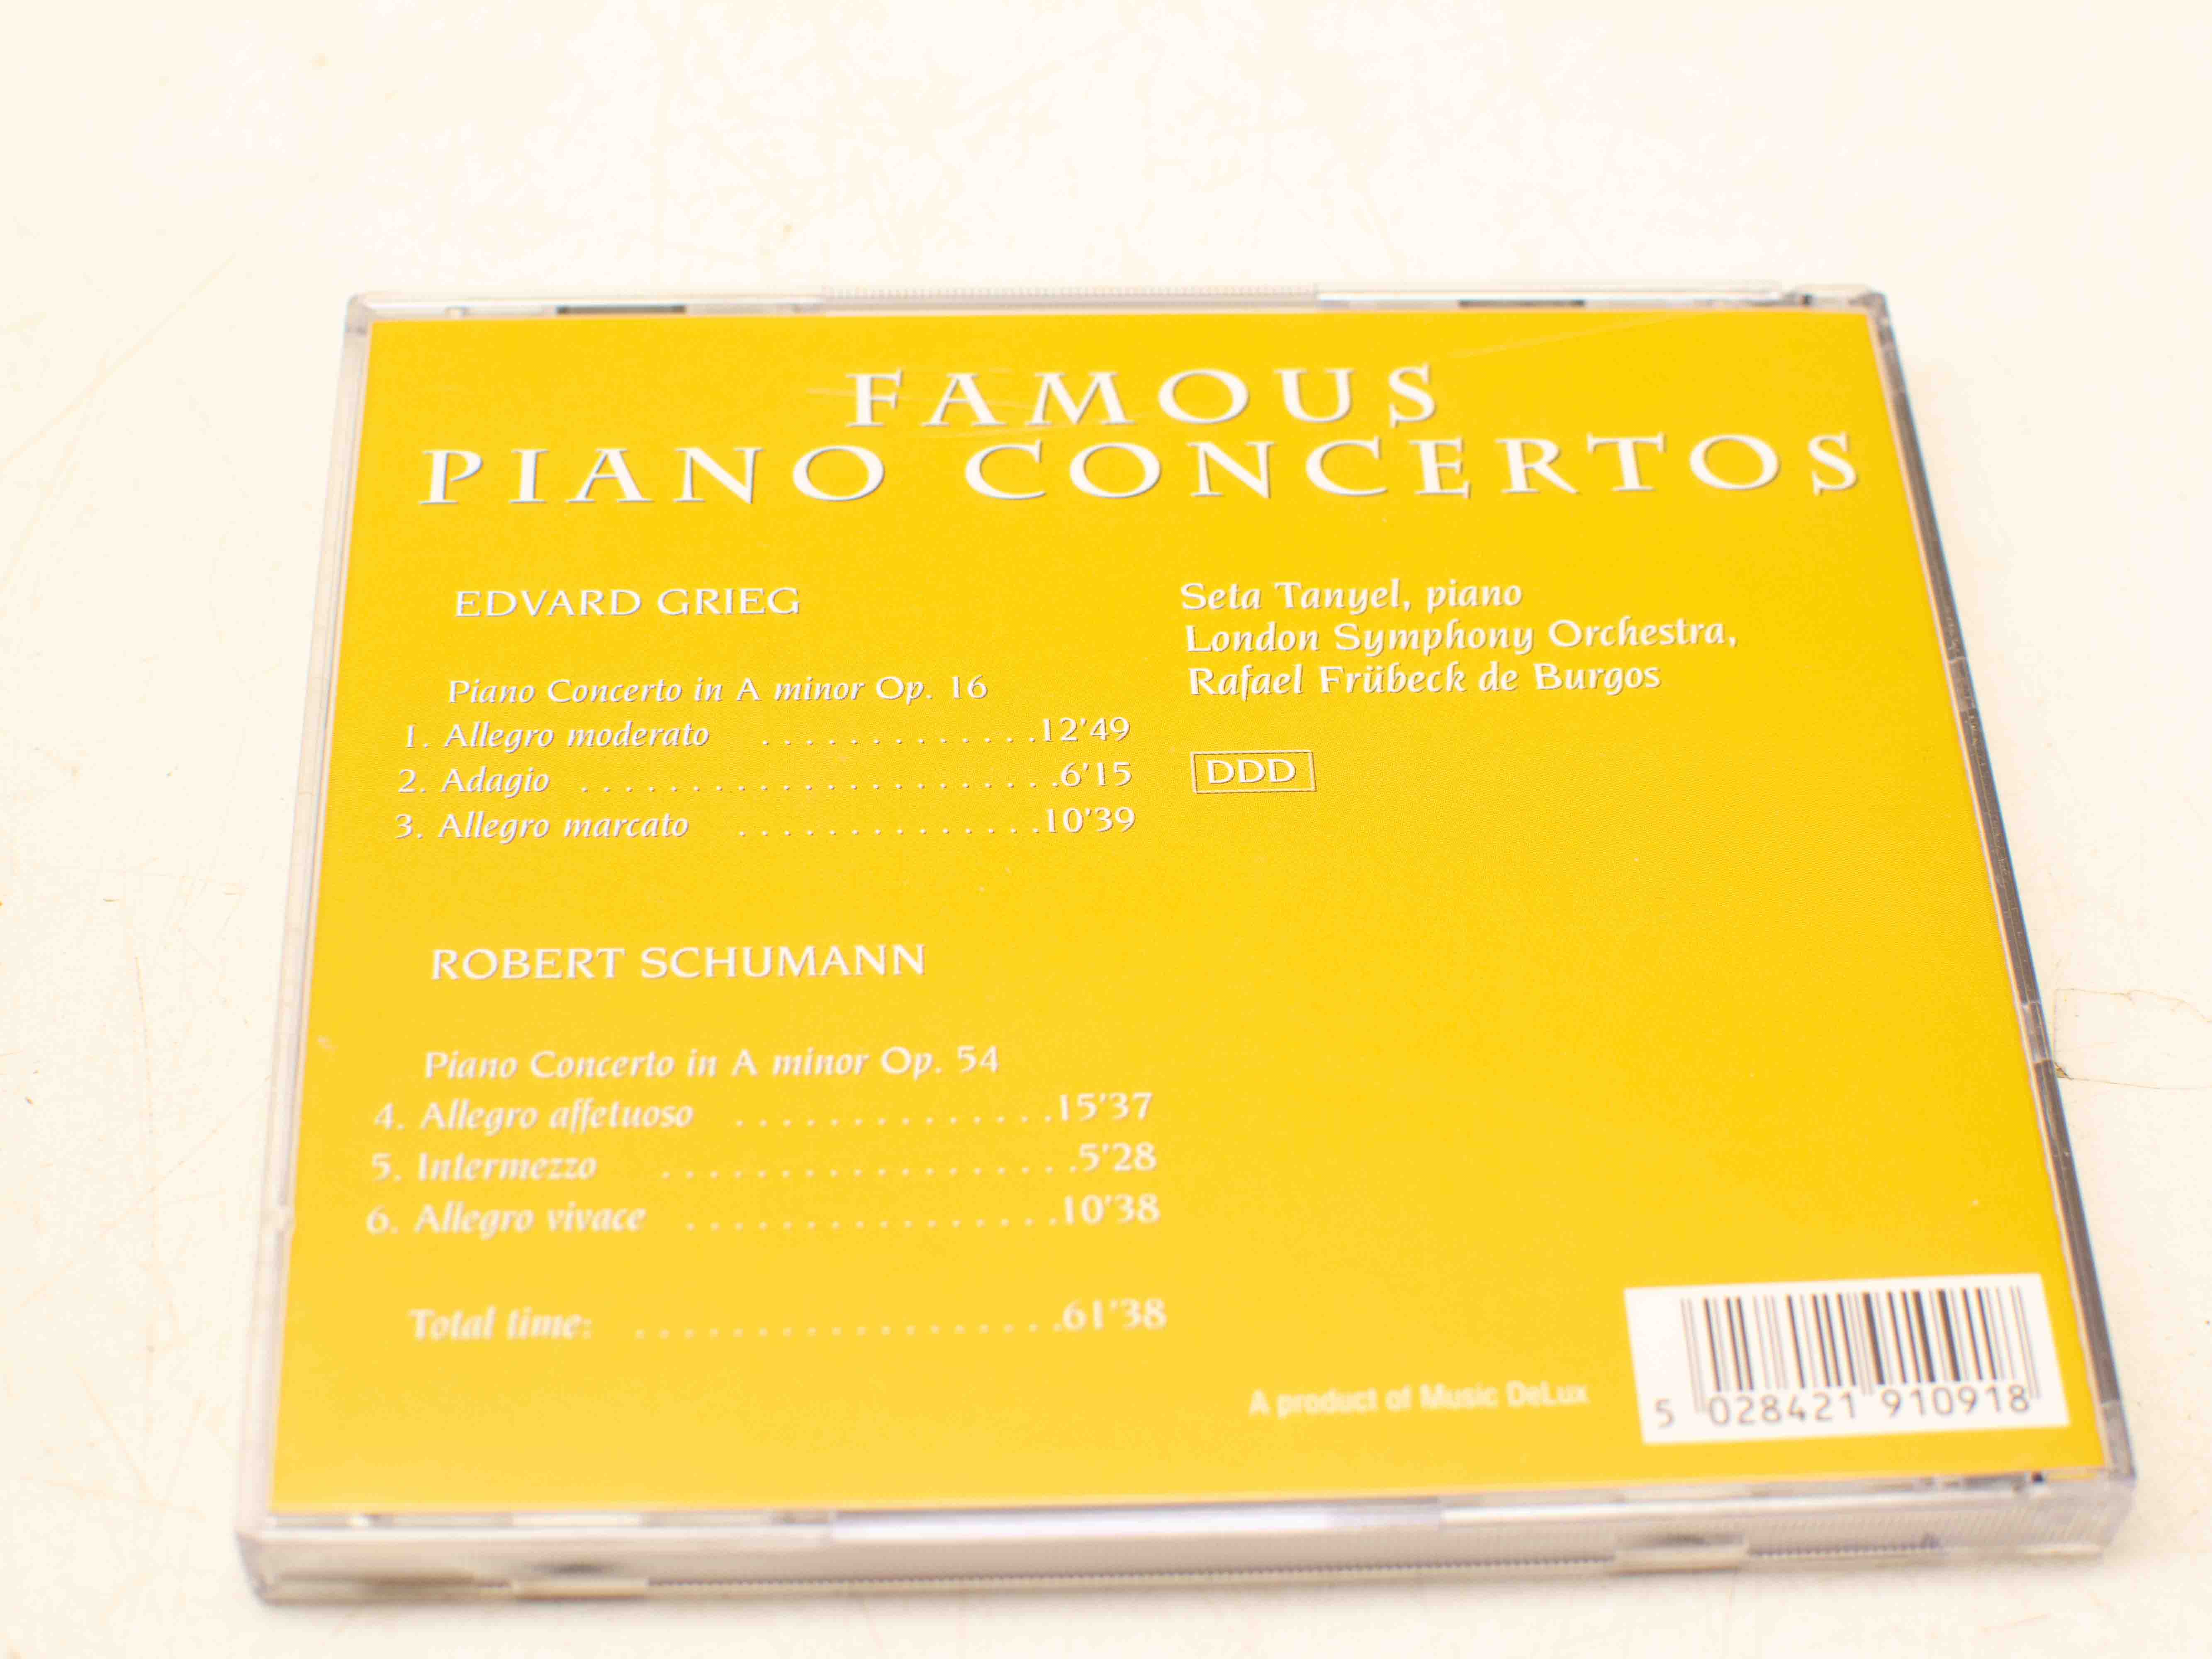 FAMOUS
PIANO CONCERTOS
EDVARD GRIEG
Piano Concerto in A minor Op. 16
1. Allegro moderato .............12'49
2. Adagio ......................6'15
3. Allegro marcato ..............10'39
Seta Tanyel, piano
London Symphony Orchestra,
Rafael Früбeck de Burgos
DDD
ROBERT SCHUMANN
Piano Concerto in A minor Op. 54
4. Allegro affetuoso ..............15'37
5. Intermezzo ...................5'28
6. Allegro vivace .................10'38
Total time: ....................61'38
A product of Music DeLux
5 028421 910918